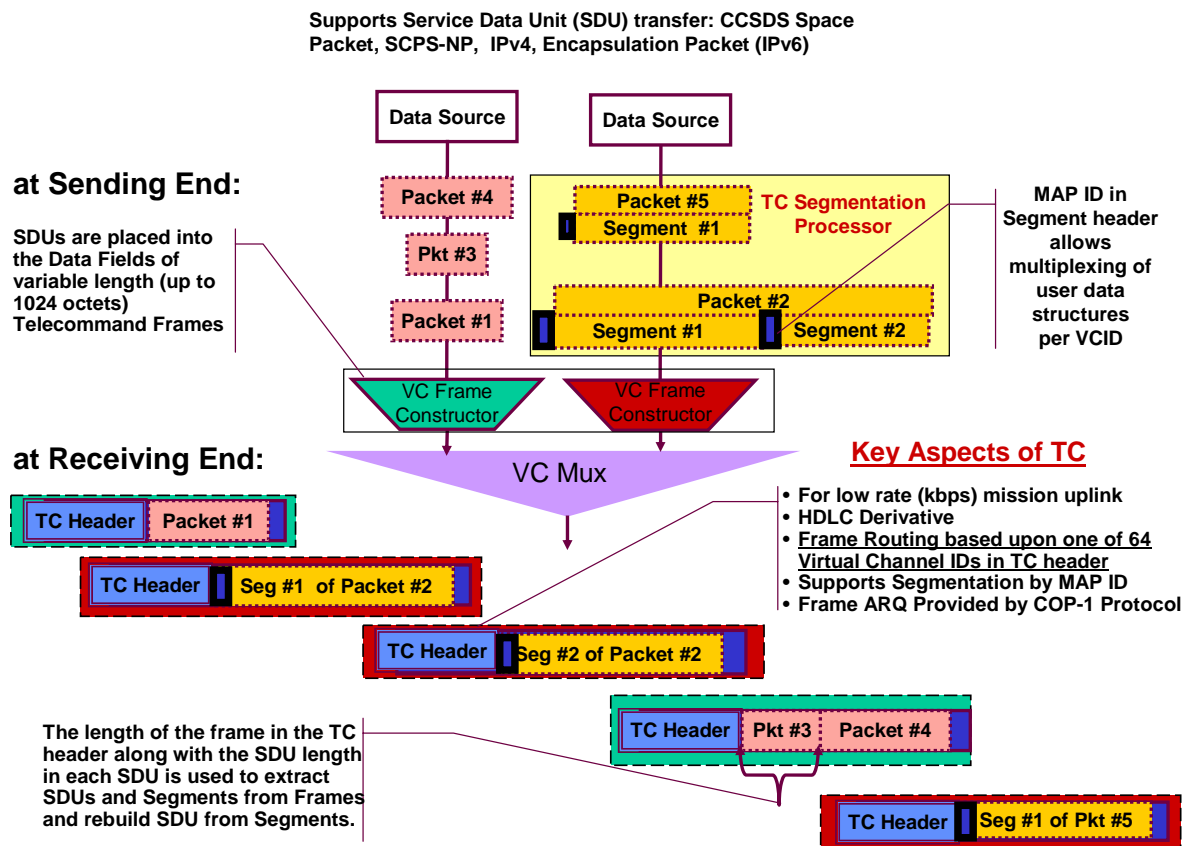 Supports Service Data Unit (SDU) transfer: CCSDS Space
Packet, SCPS-NP, IPv4, Encapsulation Packet (IPv6)
Data Source
Data Source
at Sending End:
SDUs are placed into
the Data Fields of
variable length (up to
1024 octets)
Telecommand Frames
Packet #4
Pkt #3
Packet #1
Packet #5
Segment #1
TC Segmentation
Processor
Packet #2
Segment #1
Segment #2
MAP ID in
Segment header
allows
multiplexing of
user data
structures
per VCID
VC Frame
Constructor
VC Frame
Constructor
VC Mux
at Receiving End:
Key Aspects of TC
• For low rate (kbps) mission uplink
• HDLC Derivative
• Frame Routing based upon one of 64
Virtual Channel IDs in TC header
• Supports Segmentation by MAP ID
• Frame ARQ Provided by COP-1 Protocol
TC Header
Packet #1
TC Header
Seg #1 of Packet #2
TC Header
Seg #2 of Packet #2
TC Header
Pkt #3
Packet #4
The length of the frame in the TC
header along with the SDU length
in each SDU is used to extract
SDUs and Segments from Frames
and rebuild SDU from Segments.
TC Header
Seg #1 of Pkt #5